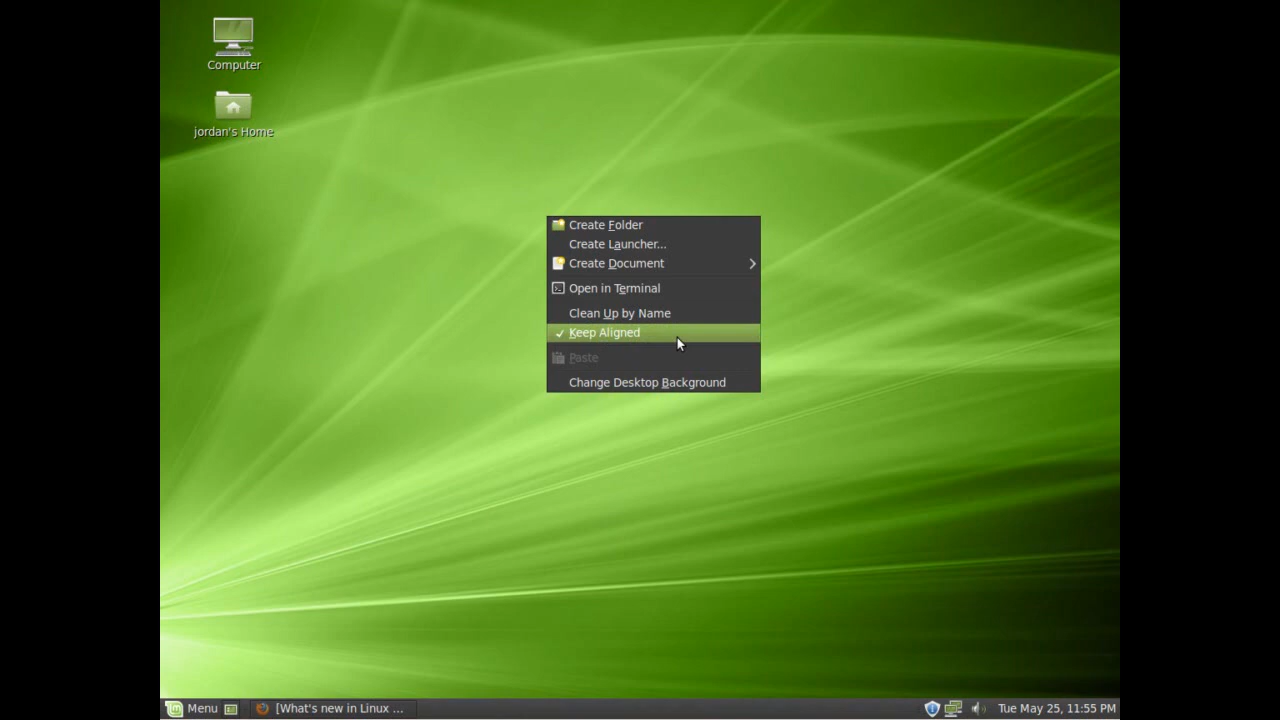 Computer
jordan's Home
Create Folder
Create Launcher...
Create Document
Open in Terminal
Clean Up by Name
Keep Aligned
Paste
Change Desktop Background
Menu [What's new in Linux ... Tue May 25, 11:55 PM